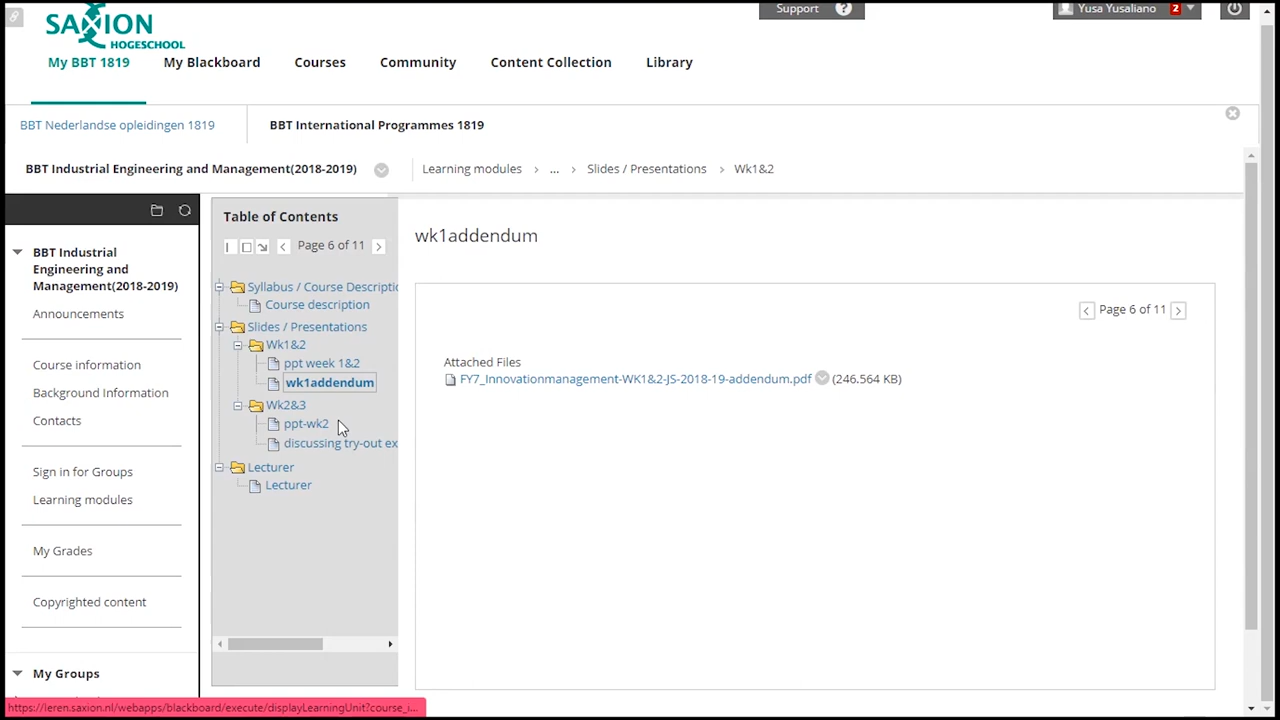 SAXION
HOGESCHOOL
Support ?
Yusa Yusaliano 2
My BBT 1819 My Blackboard Courses Community Content Collection Library
BBT Nederlandse opleidingen 1819 BBT International Programmes 1819
BBT Industrial Engineering and Management(2018-2019) Learning modules > ... > Slides / Presentations > Wk1&2
BBT Industrial
Engineering and
Management(2018-2019)
Announcements
Course information
Background Information
Contacts
Sign in for Groups
Learning modules
My Grades
Copyrighted content
My Groups
Table of Contents
Page 6 of 11
Syllabus / Course Descriptio
Course description
Slides / Presentations
Wk1&2
ppt week 1&2
wk1addendum
Wk2&3
ppt-wk2
discussing try-out ex
Lecturer
Lecturer
wk1addendum
Page 6 of 11
Attached Files
FY7_Innovationmanagement-WK1&2-JS-2018-19-addendum.pdf (246.564 KB)
https://leren.saxion.nl/webapps/blackboard/execute/displayLearningUnit?course_i...